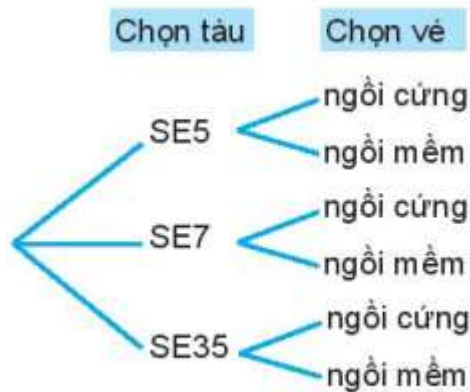 Chọn tàu Chọn vé
ngồi cứng
SE5
ngồi mềm
ngồi cứng
SE7
ngồi mềm
ngồi cứng
SE35
ngồi mềm